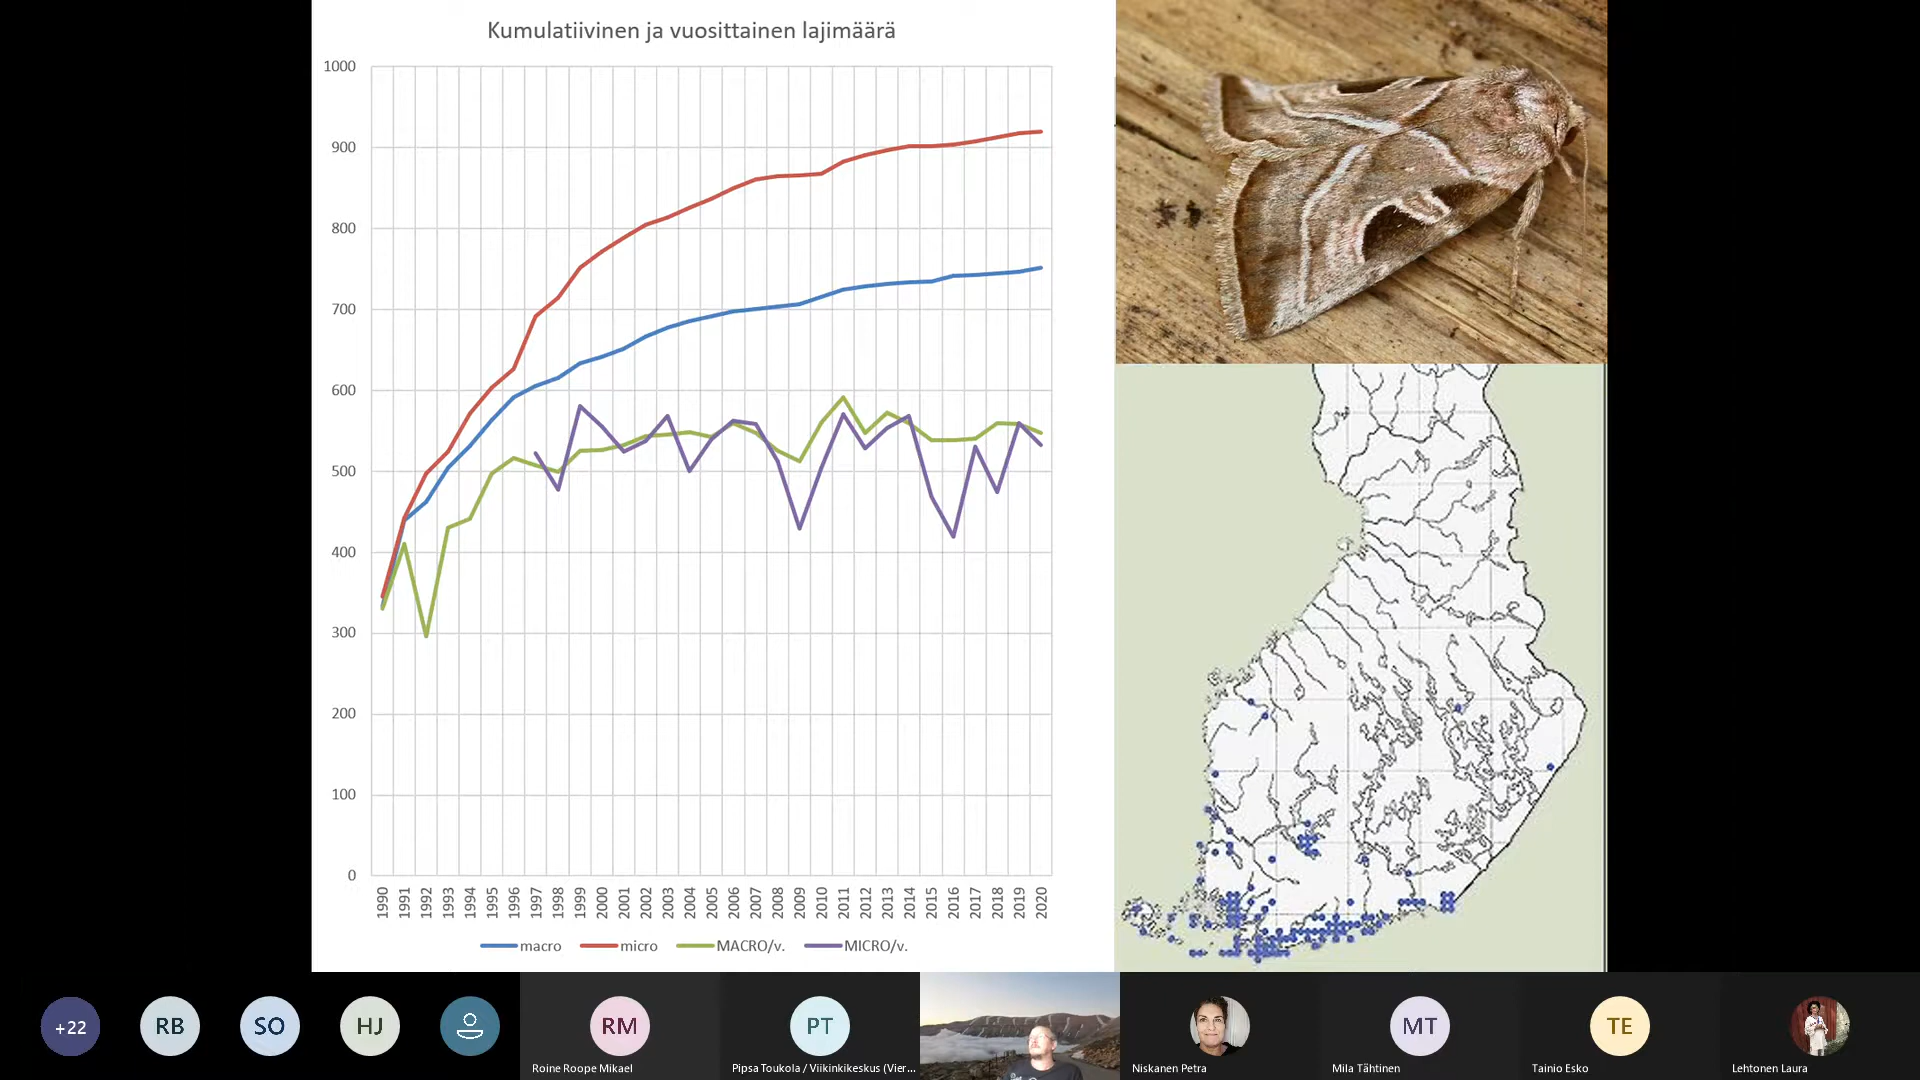 Kumulatiivinen ja vuosittainen lajimäärä
1000
900
800
700
600
500
400
300
200
100
0
1990 1991 1992 1993 1994 1995 1996 1997 1998 1999 2000 2001 2002 2003 2004 2005 2006 2007 2008 2009 2010 2011 2012 2013 2014 2015 2016 2017 2018 2019 2020
macro micro MACRO/v. MICRO/v.
+22 RB SO HJ RM PT MT TE
Roine Roope Mikael Pipsa Toukola / Viikinkikeskus (Vier... Niskanen Petra Mila Tähtinen Tainio Esko Lehtonen Laura